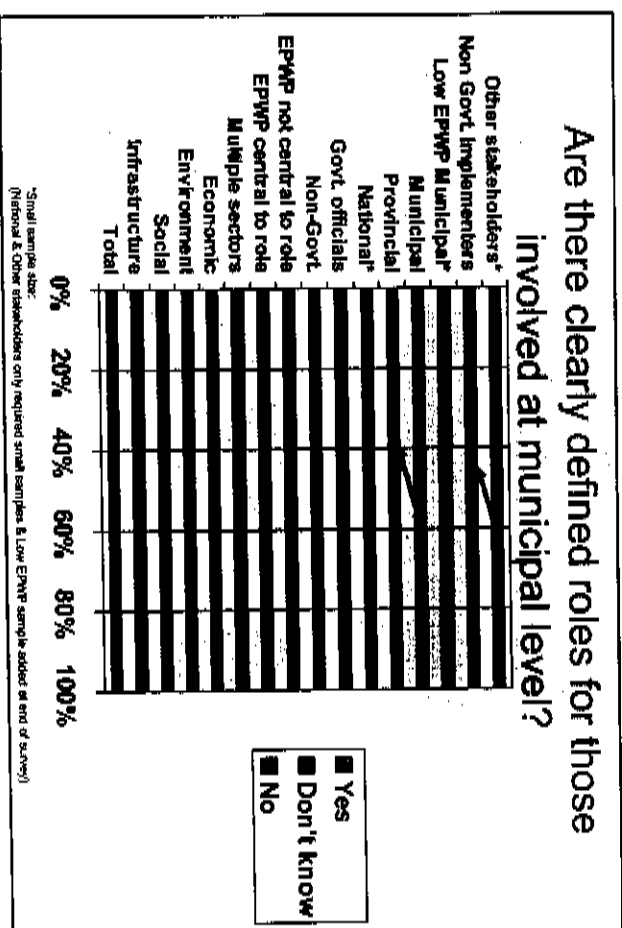 Are there clearly defined roles for those
involved at municipal level?
Other stakeholders*
Non Govt. Implementers
Low EPWP Municipal*
Municipal
Provincial
National*
Govt. officials
Non-Govt.
EPWP not central to role
EPWP central to role
Multiple sectors
Economic
Environment
Social
Infrastructure
Total
0% 20% 40% 60% 80% 100%
Yes
Don't know
No
*Small sample size:
(National & Other stakeholders only required small samples & Low EPWP sample added at end of survey)